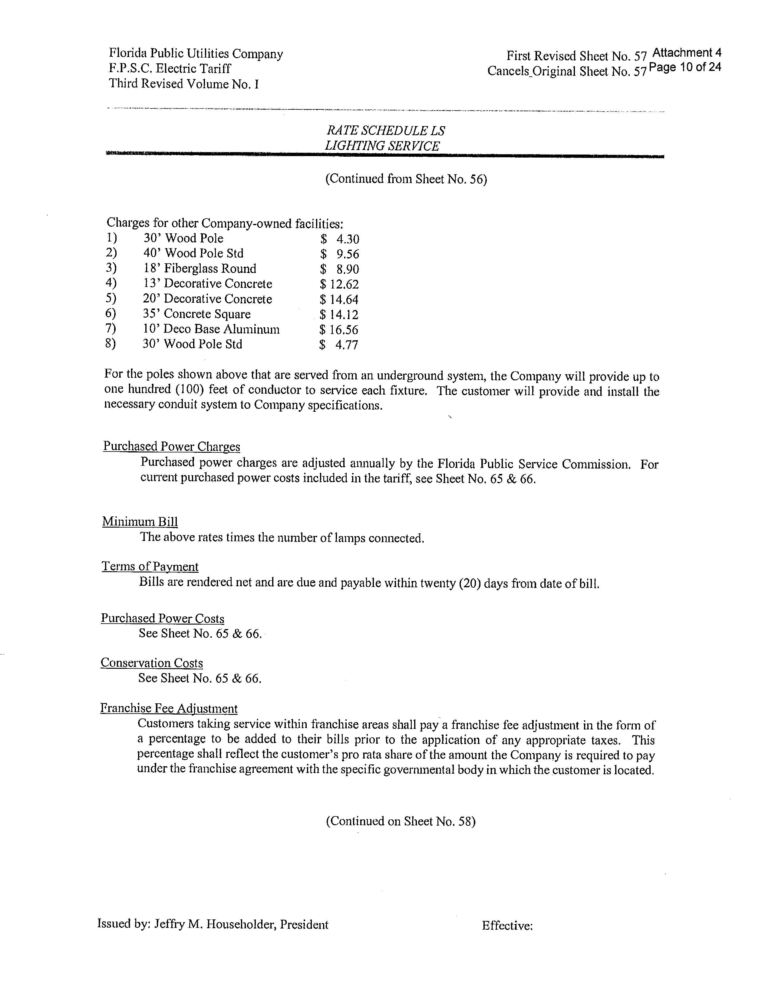 Florida Public Utilities Company
F.P.S.C. Electric Tariff
Third Revised Volume No. I
First Revised Sheet No. 57 Attachment 4
Cancels Original Sheet No. 57 Page 10 of 24
RATE SCHEDULE LS
LIGHTING SERVICE
(Continued from Sheet No. 56)
Charges for other Company-owned facilities:
1) 30' Wood Pole $ 4.30
2) 40' Wood Pole Std $ 9.56
3) 18' Fiberglass Round $ 8.90
4) 13' Decorative Concrete $ 12.62
5) 20' Decorative Concrete $ 14.64
6) 35' Concrete Square $ 14.12
7) 10' Deco Base Aluminum $ 16.56
8) 30' Wood Pole Std $ 4.77
For the poles shown above that are served from an underground system, the Company will provide up to
one hundred (100) feet of conductor to service each fixture. The customer will provide and install the
necessary conduit system to Company specifications.
Purchased Power Charges
Purchased power charges are adjusted annually by the Florida Public Service Commission. For
current purchased power costs included in the tariff, see Sheet No. 65 & 66.
Minimum Bill
The above rates times the number of lamps connected.
Terms of Payment
Bills are rendered net and are due and payable within twenty (20) days from date of bill.
Purchased Power Costs
See Sheet No. 65 & 66.
Conservation Costs
See Sheet No. 65 & 66.
Franchise Fee Adjustment
Customers taking service within franchise areas shall pay a franchise fee adjustment in the form of
a percentage to be added to their bills prior to the application of any appropriate taxes. This
percentage shall reflect the customer's pro rata share of the amount the Company is required to pay
under the franchise agreement with the specific governmental body in which the customer is located.
(Continued on Sheet No. 58)
Issued by: Jeffry M. Householder, President
Effective: